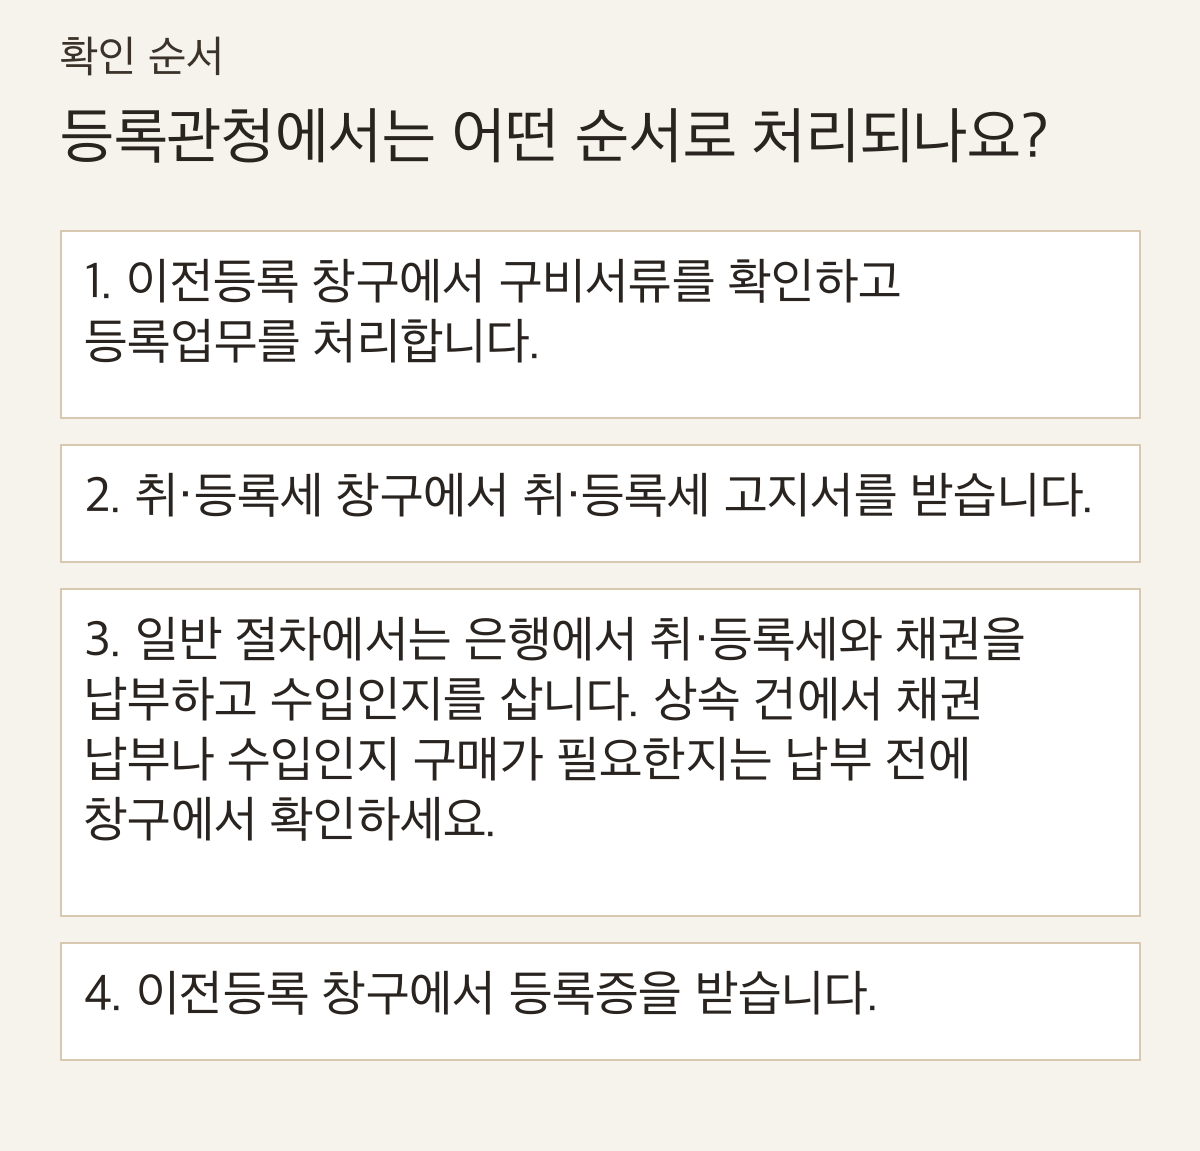 확인 순서
등록관청에서는 어떤 순서로 처리되나요?
1. 이전등록 창구에서 구비서류를 확인하고
등록업무를 처리합니다.
2. 취·등록세 창구에서 취·등록세 고지서를 받습니다.
3. 일반 절차에서는 은행에서 취·등록세와 채권을
납부하고 수입인지를 삽니다. 상속 건에서 채권
납부나 수입인지 구매가 필요한지는 납부 전에
창구에서 확인하세요.
4. 이전등록 창구에서 등록증을 받습니다.